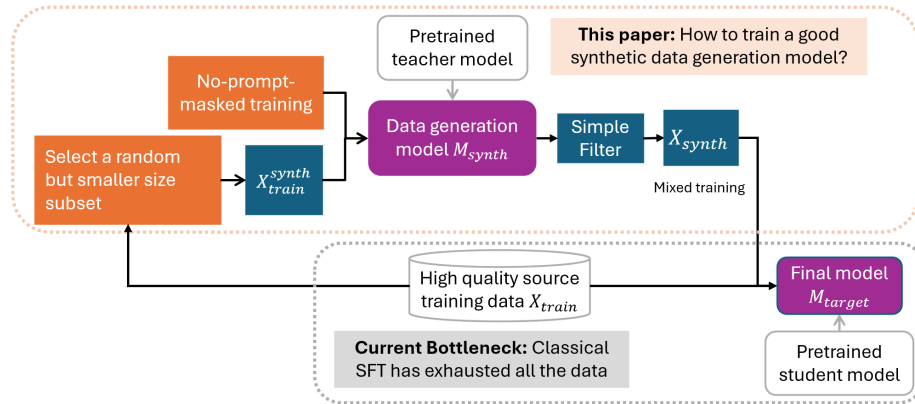 Pretrained
teacher model
This paper: How to train a good
synthetic data generation model?
No-prompt-
masked training
Data generation
model M_synth
Simple
Filter
X_synth
Select a random
but smaller size
subset
X_train^synth
Mixed training
High quality source
training data X_train
Final model
M_target
Current Bottleneck: Classical
SFT has exhausted all the data
Pretrained
student model